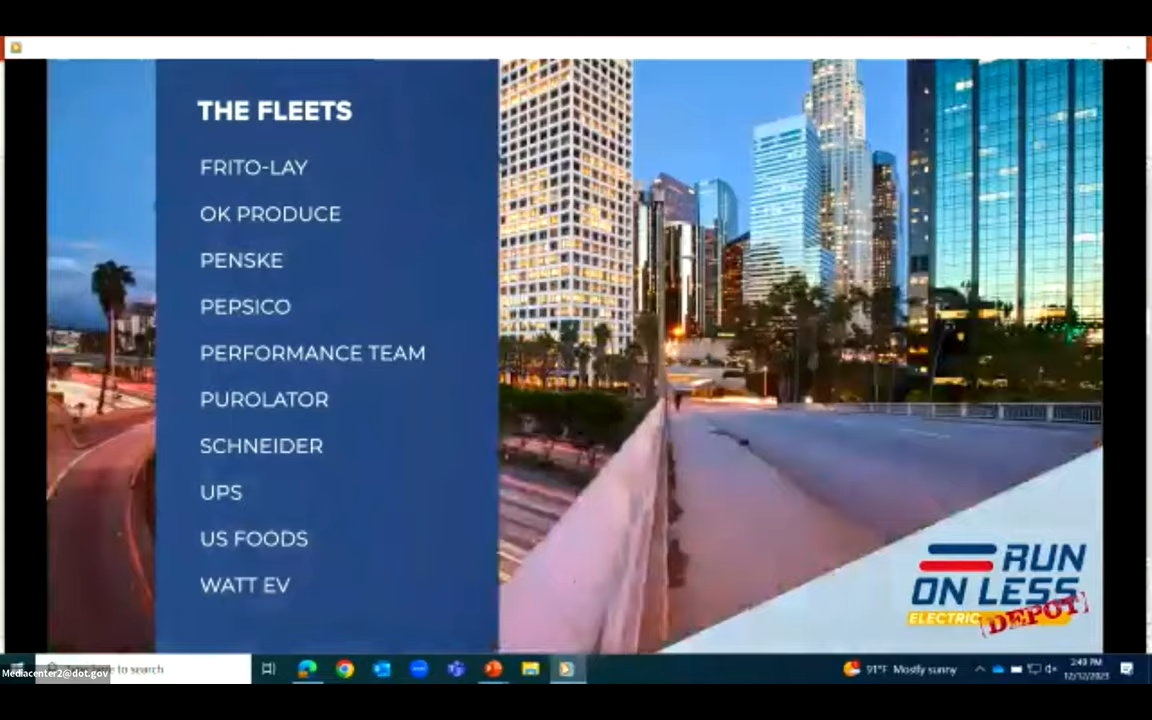 THE FLEETS
FRITO-LAY
OK PRODUCE
PENSKE
PEPSICO
PERFORMANCE TEAM
PUROLATOR
SCHNEIDER
UPS
US FOODS
WATT EV
RUN
ON LESS
ELECTRIC
DEPOT
here to search
Mediacenter2@dot.gov
91°F Mostly sunny
12/12/2023